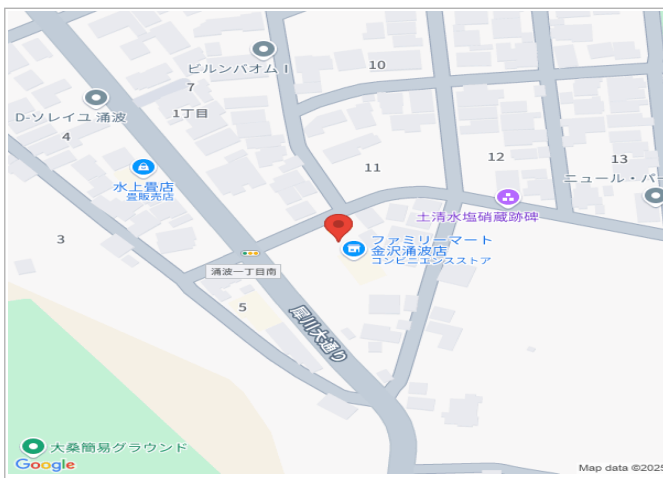 ビルンバオム I
10
7
D-ソレイユ 涌波
1丁目
4
12
13
11
水上畳店
畳販売店
ニュール・パー
土清水塩硝蔵跡碑
3
ファミリーマート
金沢涌波店
コンビニエンスストア
涌波一丁目南
5
犀川大通り
大桑簡易グラウンド
Google
Map data ©2025